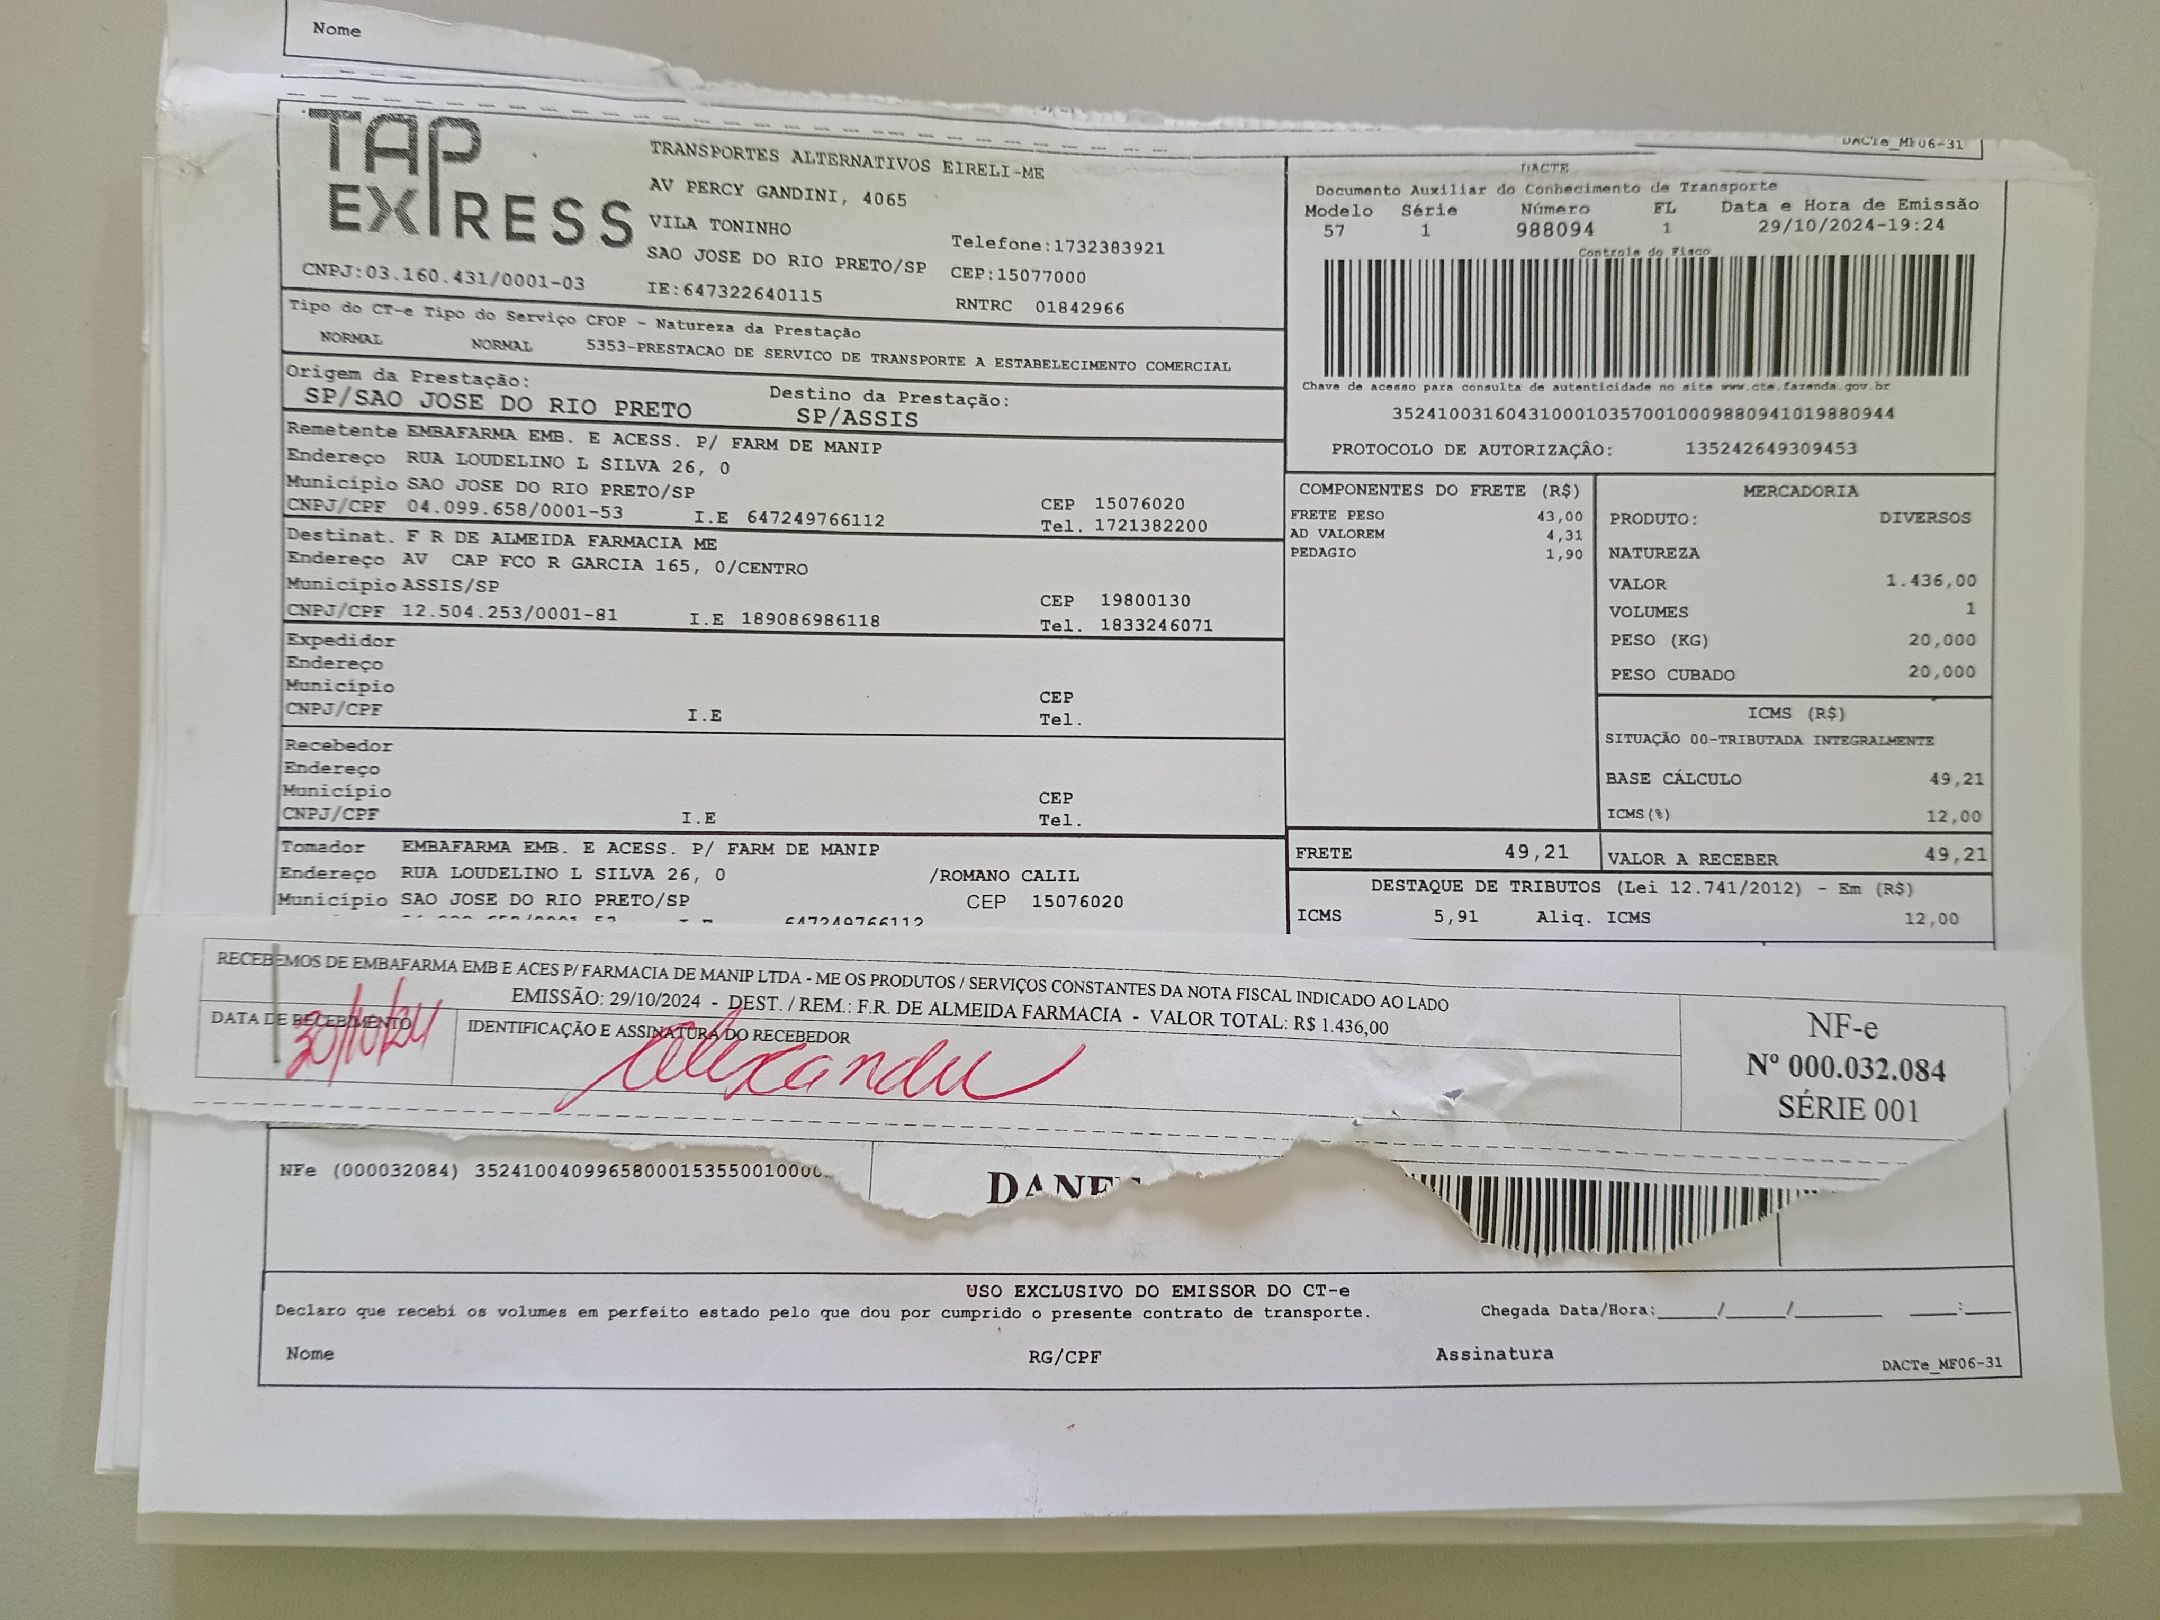 Nome
DACTe_MF06-31
TAP EXPRESS
TRANSPORTES ALTERNATIVOS EIRELI-ME
AV PERCY GANDINI, 4065
VILA TONINHO
SAO JOSE DO RIO PRETO/SP
Telefone:1732383921
CEP:15077000
CNPJ:03.160.431/0001-03
IE:647322640115
RNTRC 01842966
DACTE
Documento Auxiliar do Conhecimento de Transporte
Modelo Série Número FL Data e Hora de Emissão
57 1 988094 1 29/10/2024-19:24
Controle do Fisco
Chave de acesso para consulta de autenticidade no site www.cte.fazenda.gov.br
35241003160431000103570010009880941019880944
PROTOCOLO DE AUTORIZAÇÂO: 135242649309453
Tipo do CT-e Tipo do Serviço CFOP - Natureza da Prestação
NORMAL NORMAL 5353-PRESTACAO DE SERVICO DE TRANSPORTE A ESTABELECIMENTO COMERCIAL
Origem da Prestação: Destino da Prestação:
SP/SAO JOSE DO RIO PRETO SP/ASSIS
Remetente EMBAFARMA EMB. E ACESS. P/ FARM DE MANIP
Endereço RUA LOUDELINO L SILVA 26, 0
Município SAO JOSE DO RIO PRETO/SP CEP 15076020
CNPJ/CPF 04.099.658/0001-53 I.E 647249766112 Tel. 1721382200
Destinat. F R DE ALMEIDA FARMACIA ME
Endereço AV CAP FCO R GARCIA 165, 0/CENTRO
Município ASSIS/SP CEP 19800130
CNPJ/CPF 12.504.253/0001-81 I.E 189086986118 Tel. 1833246071
Expedidor
Endereço
Município CEP
CNPJ/CPF I.E Tel.
Recebedor
Endereço
Município CEP
CNPJ/CPF I.E Tel.
Tomador EMBAFARMA EMB. E ACESS. P/ FARM DE MANIP
Endereço RUA LOUDELINO L SILVA 26, 0 /ROMANO CALIL
Município SAO JOSE DO RIO PRETO/SP CEP 15076020
647249766112
COMPONENTES DO FRETE (R$)
FRETE PESO 43,00
AD VALOREM 4,31
PEDAGIO 1,90
MERCADORIA
PRODUTO: DIVERSOS
NATUREZA
VALOR 1.436,00
VOLUMES 1
PESO (KG) 20,000
PESO CUBADO 20,000
ICMS (R$)
SITUAÇÃO 00-TRIBUTADA INTEGRALMENTE
BASE CÁLCULO 49,21
ICMS(%) 12,00
FRETE 49,21 VALOR A RECEBER 49,21
DESTAQUE DE TRIBUTOS (Lei 12.741/2012) - Em (R$)
ICMS 5,91 Aliq. ICMS 12,00
RECEBEMOS DE EMBAFARMA EMB E ACES P/ FARMACIA DE MANIP LTDA - ME OS PRODUTOS / SERVIÇOS CONSTANTES DA NOTA FISCAL INDICADO AO LADO
EMISSÃO: 29/10/2024 - DEST. / REM.: F.R. DE ALMEIDA FARMACIA - VALOR TOTAL: R$ 1.436,00
DATA DE RECEBIMENTO IDENTIFICAÇÃO E ASSINATURA DO RECEBEDOR
30/10/24 Alexandre
NF-e
Nº 000.032.084
SÉRIE 001
NFe (000032084) 35241004099658000153550010000
DANFE
USO EXCLUSIVO DO EMISSOR DO CT-e
Declaro que recebi os volumes em perfeito estado pelo que dou por cumprido o presente contrato de transporte. Chegada Data/Hora:____/____/______ ____:____
Nome RG/CPF Assinatura DACTe_MF06-31